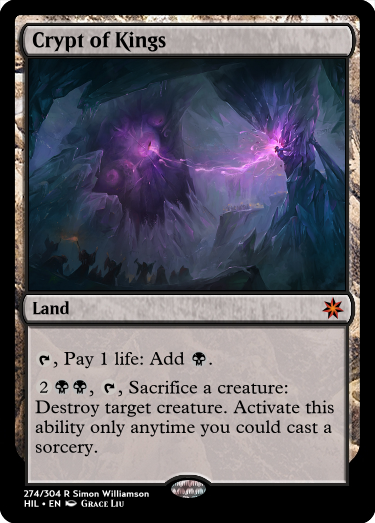 Crypt of Kings
Land
, Pay 1 life: Add .
2 , , Sacrifice a creature:
Destroy target creature. Activate this
ability only anytime you could cast a
sorcery.
274/304 R Simon Williamson
HIL • EN Grace Liu